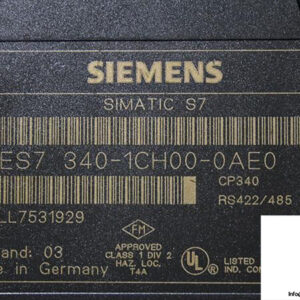 SIEMENS
SIMATIC S7
ES7 340-1CH00-0AE0
CP340
RS422/485
LL7531929
and: 03
e in Germany
FM
APPROVED
CLASS 1 DIV 2
HAZ. LOC.
T4A
UL
LISTED
IND. CON